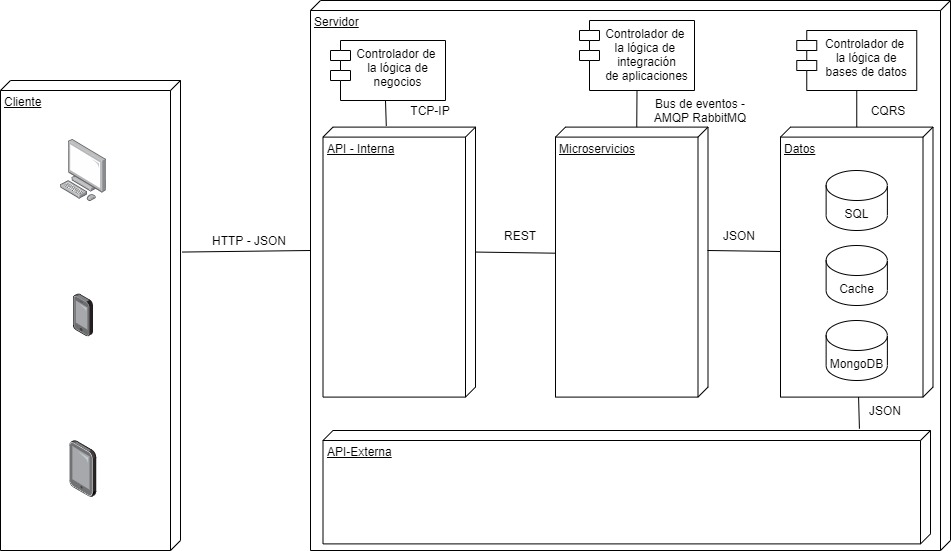 Servidor
Controlador de
la lógica de
negocios
Controlador de
la lógica de
integración
de aplicaciones
Controlador de
la lógica de
bases de datos
Cliente
TCP-IP
Bus de eventos -
AMQP RabbitMQ
CQRS
API - Interna
Microservicios
Datos
SQL
HTTP - JSON
REST
JSON
Cache
MongoDB
JSON
API-Externa